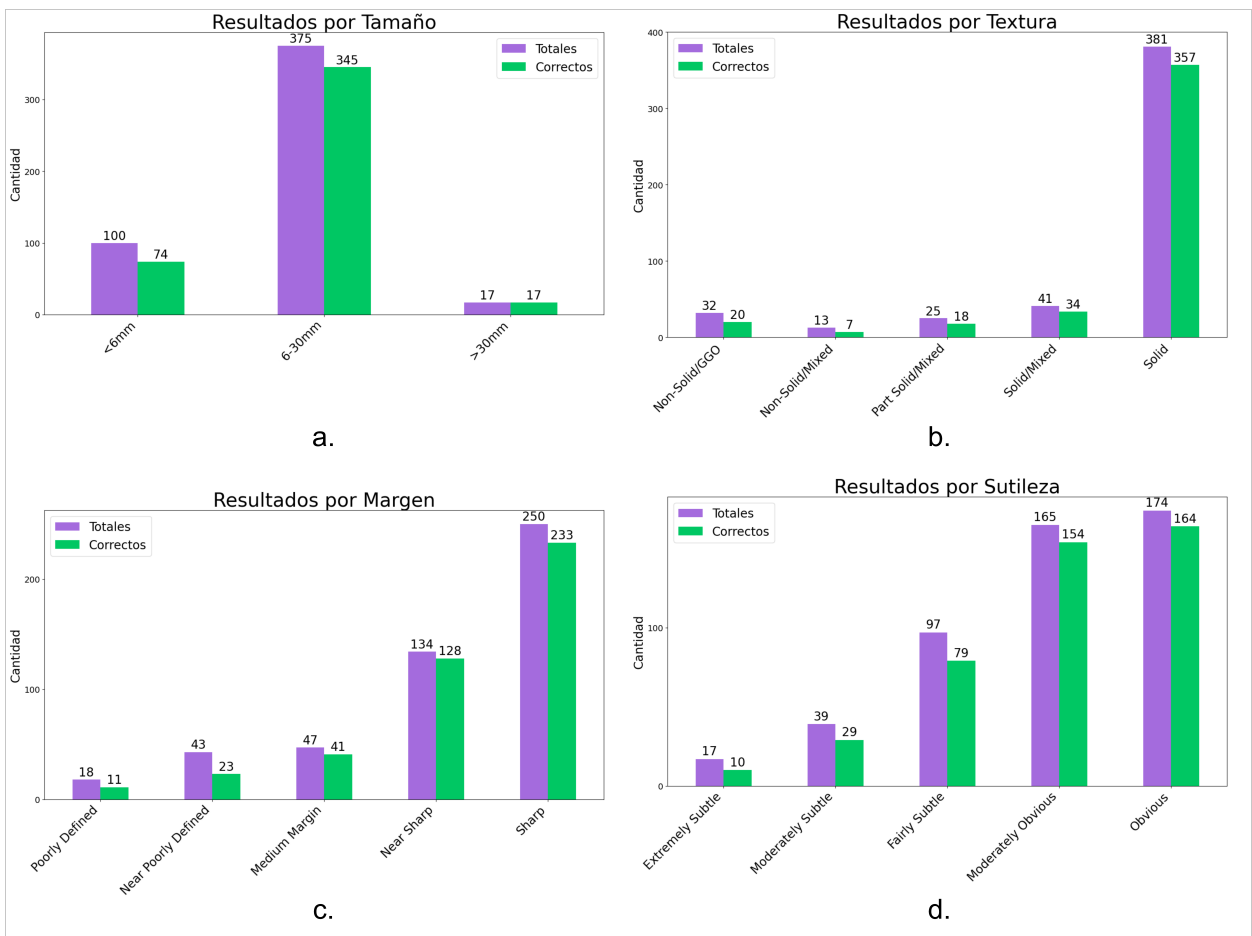 Resultados por Tamaño
Totales
Correctos
Cantidad
300
200
100
0
375
345
100
74
17
17
<6mm
6-30mm
>30mm
a.
Resultados por Textura
Totales
Correctos
Cantidad
400
300
200
100
0
381
357
32
20
13
7
25
18
41
34
Non-Solid/GGO
Non-Solid/Mixed
Part Solid/Mixed
Solid/Mixed
Solid
b.
Resultados por Margen
Totales
Correctos
Cantidad
200
100
0
250
233
134
128
18
11
43
23
47
41
Poorly Defined
Near Poorly Defined
Medium Margin
Near Sharp
Sharp
c.
Resultados por Sutileza
Totales
Correctos
Cantidad
100
0
174
164
165
154
97
79
39
29
17
10
Extremely Subtle
Moderately Subtle
Fairly Subtle
Moderately Obvious
Obvious
d.